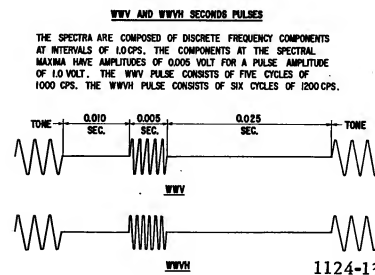 WWV AND WWVH SECONDS PULSES
THE SPECTRA ARE COMPOSED OF DISCRETE FREQUENCY COMPONENTS
AT INTERVALS OF 1.0 CPS. THE COMPONENTS AT THE SPECTRAL
MAXIMA HAVE AMPLITUDES OF 0.005 VOLT FOR A PULSE AMPLITUDE
OF 1.0 VOLT. THE WWV PULSE CONSISTS OF FIVE CYCLES OF
1000 CPS. THE WWVH PULSE CONSISTS OF SIX CYCLES OF 1200 CPS.
TONE 0.010 SEC. 0.005 SEC. 0.025 SEC. TONE
WWV
WWVH